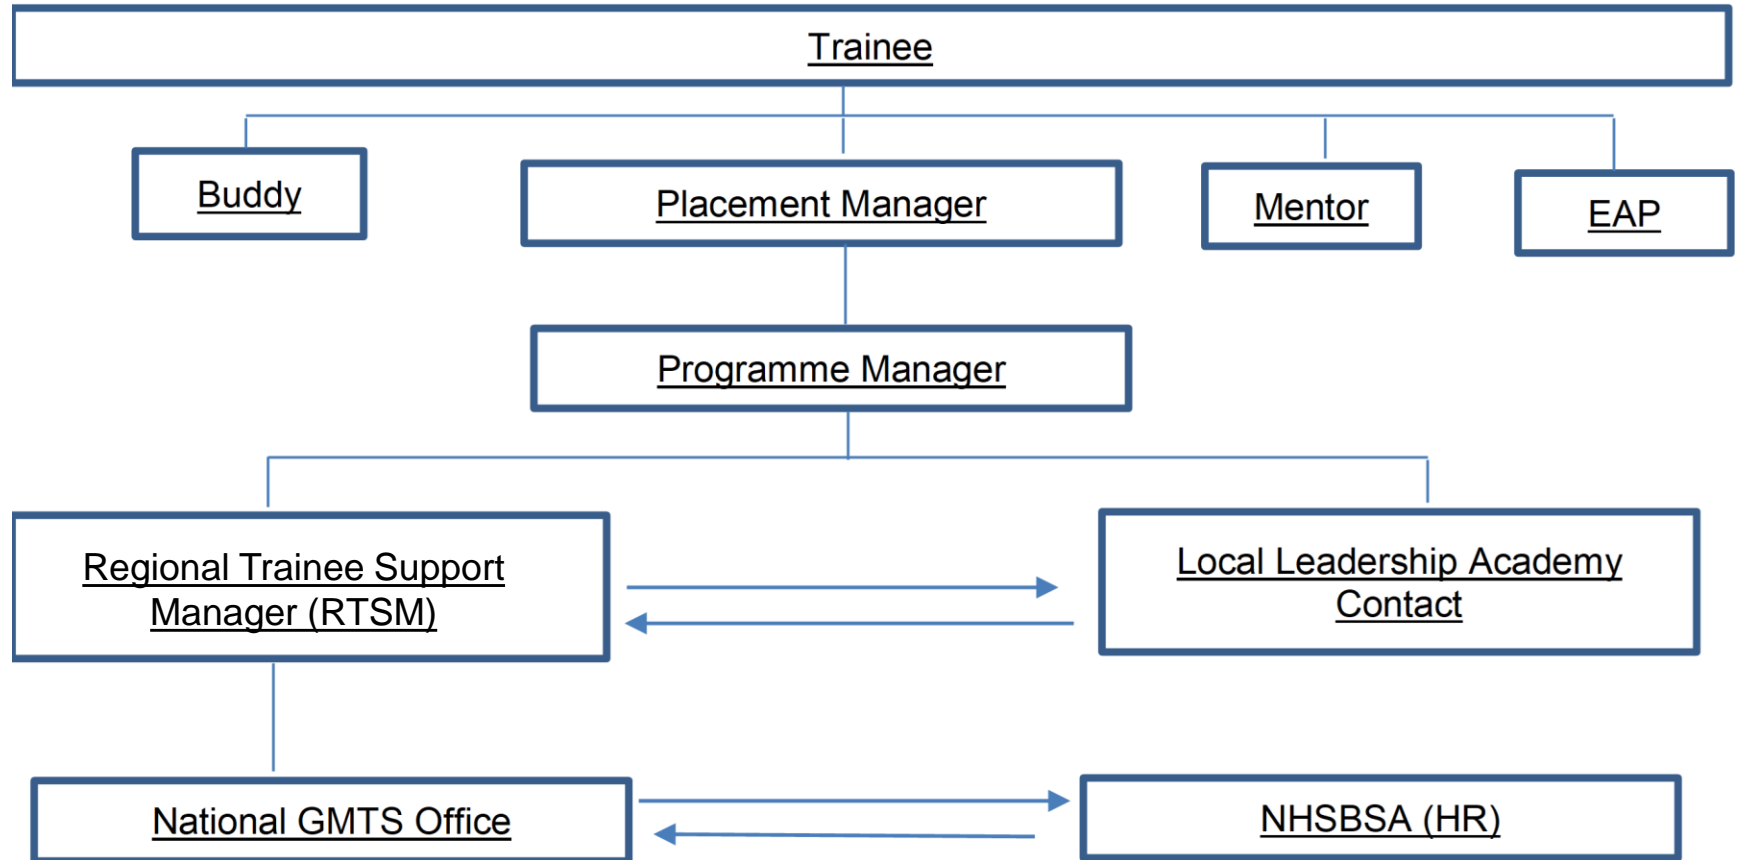 Trainee
Buddy
Placement Manager
Mentor
EAP
Programme Manager
Regional Trainee Support
Manager (RTSM)
Local Leadership Academy
Contact
National GMTS Office
NHSBSA (HR)